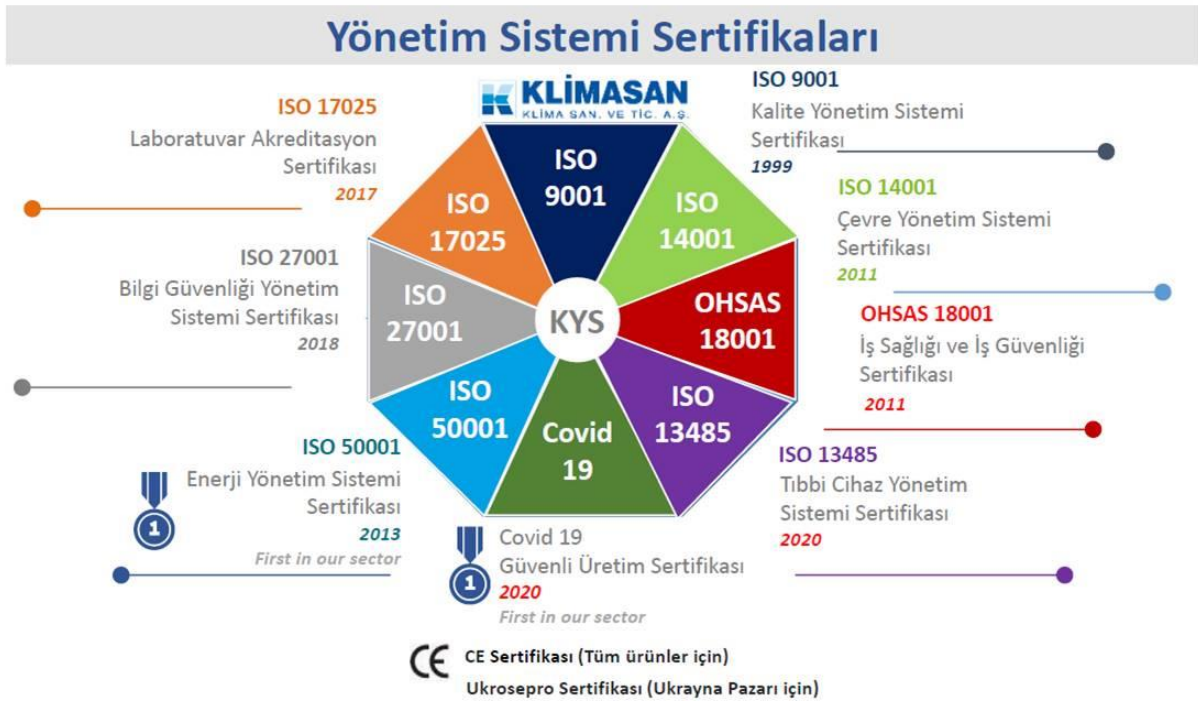 Yönetim Sistemi Sertifikaları
KLİMASAN
KLİMA SAN. VE TİC. A.Ş.
ISO 17025
Laboratuvar Akreditasyon
Sertifikası
2017
ISO 27001
Bilgi Güvenliği Yönetim
Sistemi Sertifikası
2018
ISO 50001
Enerji Yönetim Sistemi
Sertifikası
2013
First in our sector
1
ISO
9001
ISO
14001
OHSAS
18001
ISO
13485
Covid
19
ISO
50001
ISO
27001
ISO
17025
KYS
ISO 9001
Kalite Yönetim Sistemi
Sertifikası
1999
ISO 14001
Çevre Yönetim Sistemi
Sertifikası
2011
OHSAS 18001
İş Sağlığı ve İş Güvenliği
Sertifikası
2011
ISO 13485
Tıbbi Cihaz Yönetim
Sistemi Sertifikası
2020
1
Covid 19
Güvenli Üretim Sertifikası
2020
First in our sector
CE CE Sertifikası (Tüm ürünler için)
Ukrosepro Sertifikası (Ukrayna Pazarı için)